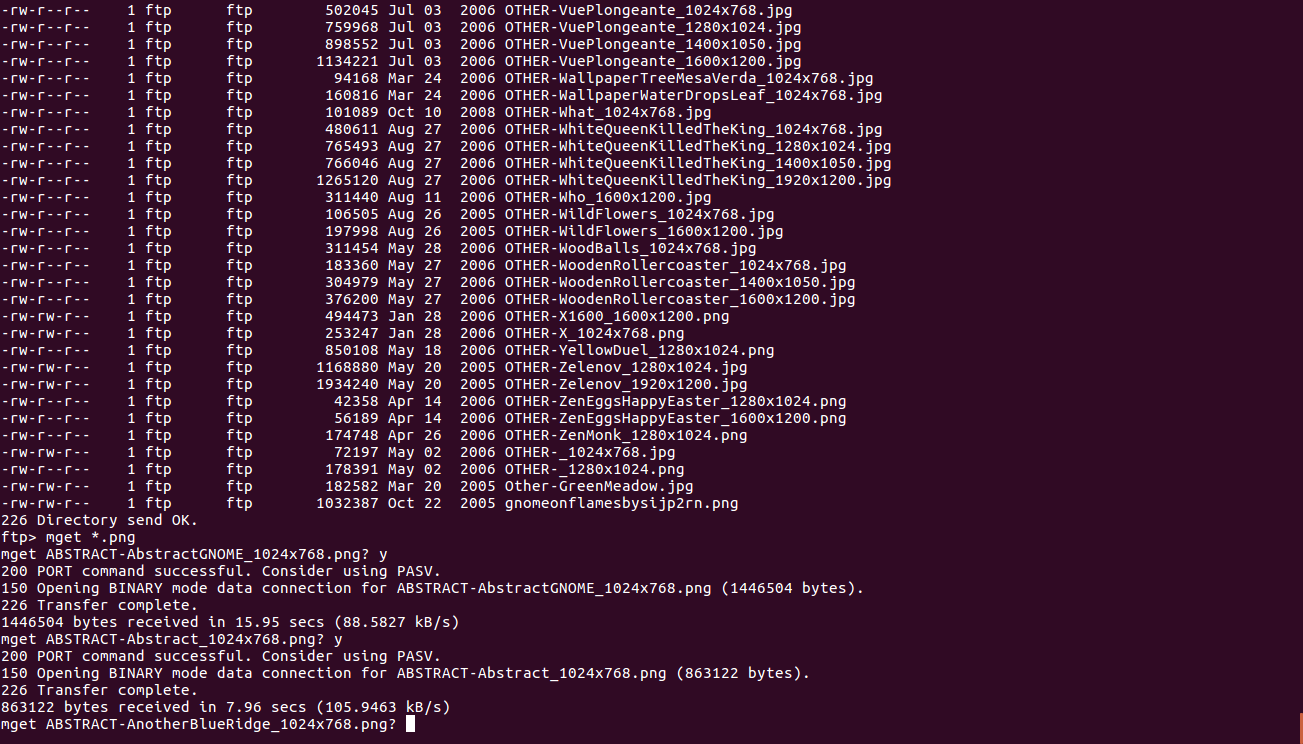 -rw-r--r--    1 ftp      ftp        502045 Jul 03  2006 OTHER-VuePlongeante_1024x768.jpg
-rw-r--r--    1 ftp      ftp        759968 Jul 03  2006 OTHER-VuePlongeante_1280x1024.jpg
-rw-r--r--    1 ftp      ftp        898552 Jul 03  2006 OTHER-VuePlongeante_1400x1050.jpg
-rw-r--r--    1 ftp      ftp       1134221 Jul 03  2006 OTHER-VuePlongeante_1600x1200.jpg
-rw-r--r--    1 ftp      ftp         94168 Mar 24  2006 OTHER-WallpaperTreeMesaVerda_1024x768.jpg
-rw-r--r--    1 ftp      ftp        160816 Mar 24  2006 OTHER-WallpaperWaterDropsLeaf_1024x768.jpg
-rw-r--r--    1 ftp      ftp        101089 Oct 10  2008 OTHER-What_1024x768.jpg
-rw-r--r--    1 ftp      ftp        480611 Aug 27  2006 OTHER-WhiteQueenKilledTheKing_1024x768.jpg
-rw-r--r--    1 ftp      ftp        765493 Aug 27  2006 OTHER-WhiteQueenKilledTheKing_1280x1024.jpg
-rw-r--r--    1 ftp      ftp        766046 Aug 27  2006 OTHER-WhiteQueenKilledTheKing_1400x1050.jpg
-rw-r--r--    1 ftp      ftp       1265120 Aug 27  2006 OTHER-WhiteQueenKilledTheKing_1920x1200.jpg
-rw-r--r--    1 ftp      ftp        311440 Aug 11  2006 OTHER-Who_1600x1200.jpg
-rw-r--r--    1 ftp      ftp        106505 Aug 26  2005 OTHER-WildFlowers_1024x768.jpg
-rw-r--r--    1 ftp      ftp        197998 Aug 26  2005 OTHER-WildFlowers_1600x1200.jpg
-rw-r--r--    1 ftp      ftp        311454 May 28  2006 OTHER-WoodBalls_1024x768.jpg
-rw-r--r--    1 ftp      ftp        183360 May 27  2006 OTHER-WoodenRollercoaster_1024x768.jpg
-rw-r--r--    1 ftp      ftp        304979 May 27  2006 OTHER-WoodenRollercoaster_1400x1050.jpg
-rw-r--r--    1 ftp      ftp        376200 May 27  2006 OTHER-WoodenRollercoaster_1600x1200.jpg
-rw-rw-r--    1 ftp      ftp        494473 Jan 28  2006 OTHER-X1600_1600x1200.png
-rw-rw-r--    1 ftp      ftp        253247 Jan 28  2006 OTHER-X_1024x768.png
-rw-r--r--    1 ftp      ftp        850108 May 18  2006 OTHER-YellowDuel_1280x1024.png
-rw-rw-r--    1 ftp      ftp       1168880 May 20  2005 OTHER-Zelenov_1280x1024.jpg
-rw-rw-r--    1 ftp      ftp       1934240 May 20  2005 OTHER-Zelenov_1920x1200.jpg
-rw-r--r--    1 ftp      ftp         42358 Apr 14  2006 OTHER-ZenEggsHappyEaster_1280x1024.png
-rw-r--r--    1 ftp      ftp         56189 Apr 14  2006 OTHER-ZenEggsHappyEaster_1600x1200.png
-rw-r--r--    1 ftp      ftp        174748 Apr 26  2006 OTHER-ZenMonk_1280x1024.png
-rw-rw-r--    1 ftp      ftp         72197 May 02  2006 OTHER-_1024x768.jpg
-rw-r--r--    1 ftp      ftp        178391 May 02  2006 OTHER-_1280x1024.png
-rw-rw-r--    1 ftp      ftp        182582 Mar 20  2005 Other-GreenMeadow.jpg
-rw-rw-r--    1 ftp      ftp       1032387 Oct 22  2005 gnomeonflamesbysijp2rn.png
226 Directory send OK.
ftp> mget *.png
mget ABSTRACT-AbstractGNOME_1024x768.png? y
200 PORT command successful. Consider using PASV.
150 Opening BINARY mode data connection for ABSTRACT-AbstractGNOME_1024x768.png (1446504 bytes).
226 Transfer complete.
1446504 bytes received in 15.95 secs (88.5827 kB/s)
mget ABSTRACT-Abstract_1024x768.png? y
200 PORT command successful. Consider using PASV.
150 Opening BINARY mode data connection for ABSTRACT-Abstract_1024x768.png (863122 bytes).
226 Transfer complete.
863122 bytes received in 7.96 secs (105.9463 kB/s)
mget ABSTRACT-AnotherBlueRidge_1024x768.png?